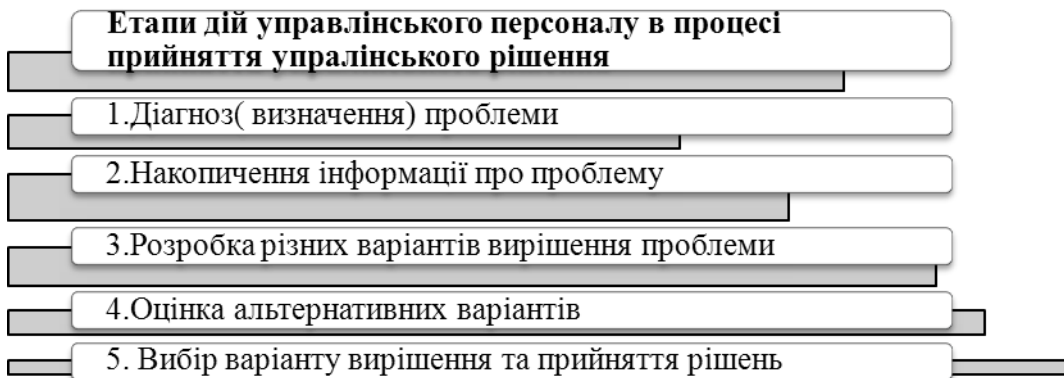 Етапи дій управлінського персоналу в процесі
прийняття упралінського рішення
1.Діагноз( визначення) проблеми
2.Накопичення інформації про проблему
3.Розробка різних варіантів вирішення проблеми
4.Оцінка альтернативних варіантів
5. Вибір варіанту вирішення та прийняття рішень